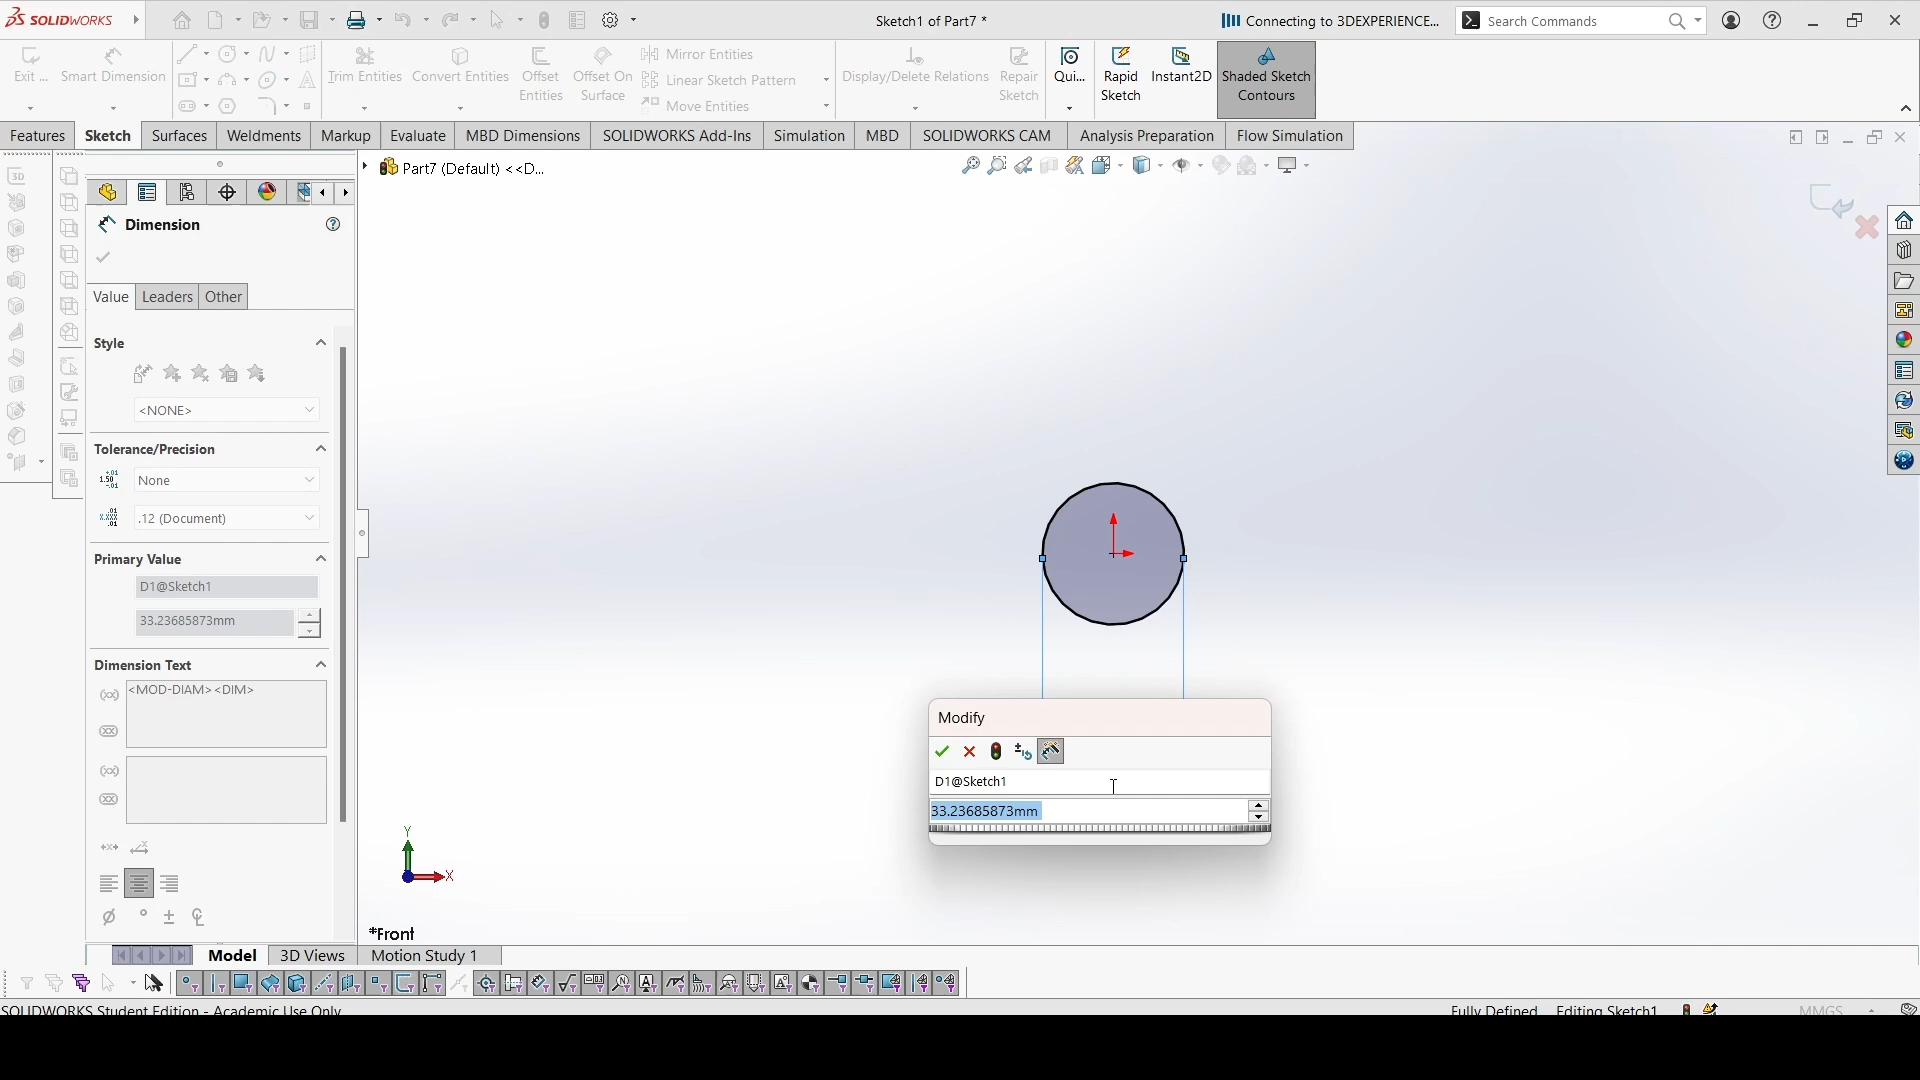 SOLIDWORKS
Sketch1 of Part7 *
Connecting to 3DEXPERIENCE...
Search Commands
Exit ...
Smart Dimension
Trim Entities
Convert Entities
Offset Entities
Offset On Surface
Mirror Entities
Linear Sketch Pattern
Move Entities
Display/Delete Relations
Repair Sketch
Qui...
Rapid Sketch
Instant2D
Shaded Sketch Contours
Features
Sketch
Surfaces
Weldments
Markup
Evaluate
MBD Dimensions
SOLIDWORKS Add-Ins
Simulation
MBD
SOLIDWORKS CAM
Analysis Preparation
Flow Simulation
Part7 (Default) <<D...
Dimension
Value
Leaders
Other
Style
<NONE>
Tolerance/Precision
None
.12 (Document)
Primary Value
D1@Sketch1
33.23685873mm
Dimension Text
<MOD-DIAM><DIM>
Modify
D1@Sketch1
33.23685873mm
Y
X
*Front
Model
3D Views
Motion Study 1
SOLIDWORKS Student Edition - Academic Use Only
Fully Defined
Editing Sketch1
MMGS